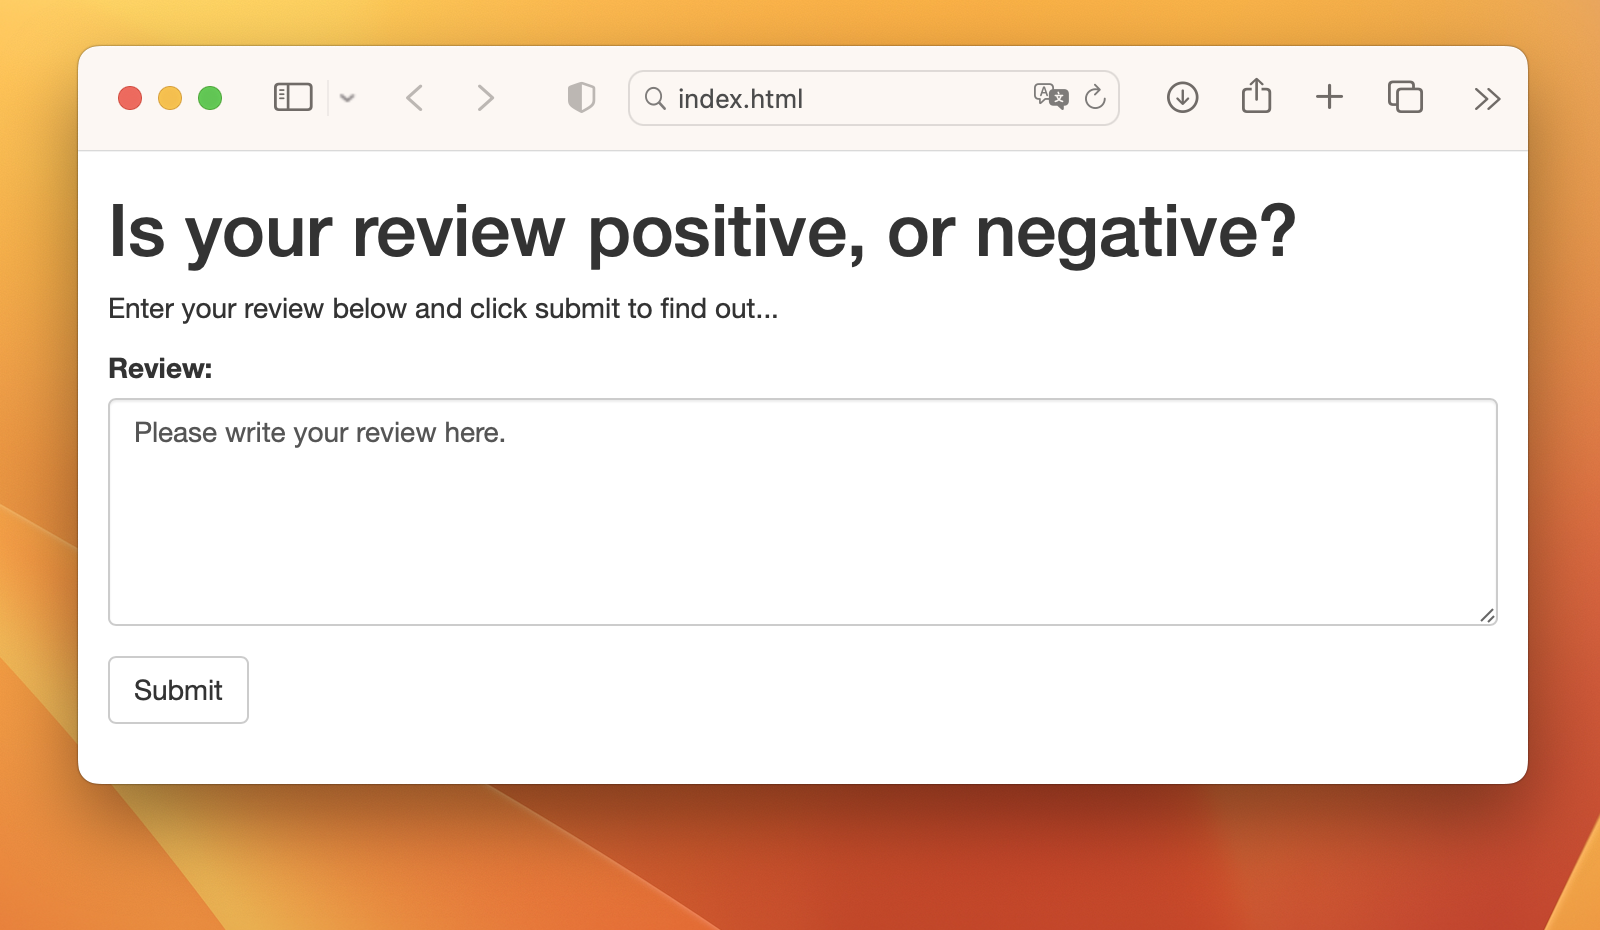 index.html
Is your review positive, or negative?
Enter your review below and click submit to find out...
Review:
Please write your review here.
Submit